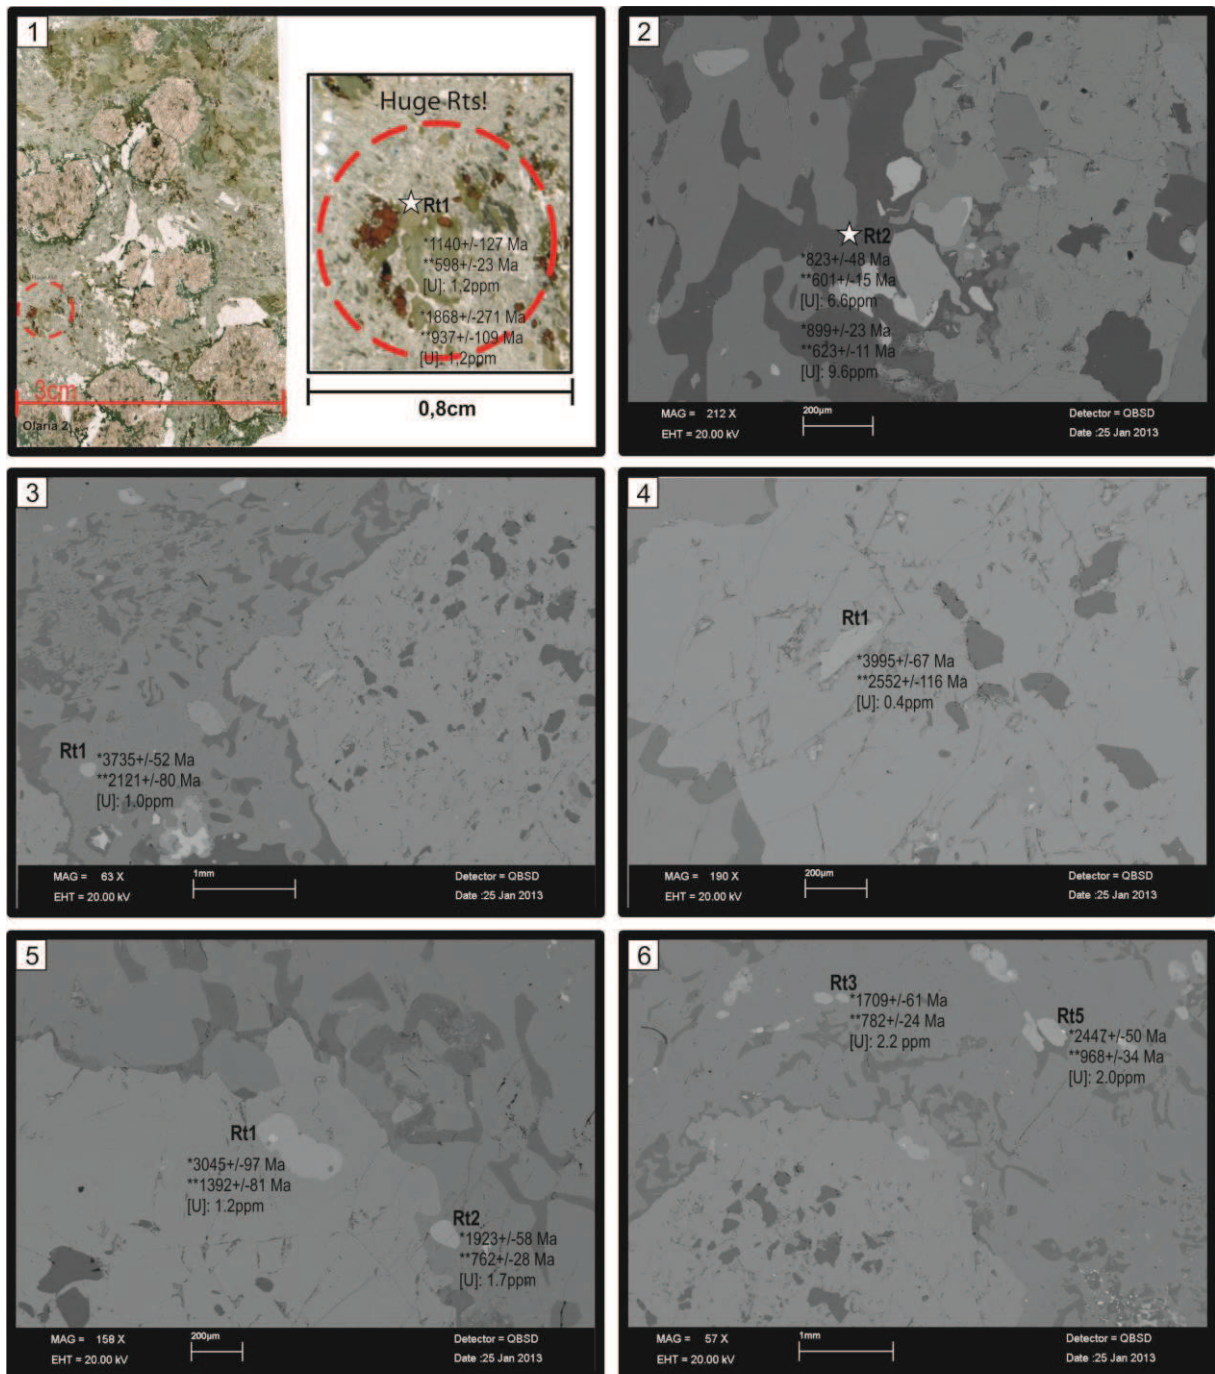 1
Huge Rts!
Rt1
*1140+/-127 Ma
**598+/-23 Ma
[U]: 1,2ppm
*1868+/-271 Ma
**937+/-109 Ma
[U]: 1,2ppm
3cm
Olaria 2
0,8cm
2
Rt2
*823+/-48 Ma
**601+/-15 Ma
[U]: 6.6ppm
*899+/-23 Ma
**623+/-11 Ma
[U]: 9.6ppm
MAG = 212 X
EHT = 20.00 kV
200µm
Detector = QBSD
Date :25 Jan 2013
3
Rt1
*3735+/-52 Ma
**2121+/-80 Ma
[U]: 1.0ppm
MAG = 63 X
EHT = 20.00 kV
1mm
Detector = QBSD
Date :25 Jan 2013
4
Rt1
*3995+/-67 Ma
**2552+/-116 Ma
[U]: 0.4ppm
MAG = 190 X
EHT = 20.00 kV
200µm
Detector = QBSD
Date :25 Jan 2013
5
Rt1
*3045+/-97 Ma
**1392+/-81 Ma
[U]: 1.2ppm
Rt2
*1923+/-58 Ma
**762+/-28 Ma
[U]: 1.7ppm
MAG = 158 X
EHT = 20.00 kV
200µm
Detector = QBSD
Date :25 Jan 2013
6
Rt3
*1709+/-61 Ma
**782+/-24 Ma
[U]: 2.2 ppm
Rt5
*2447+/-50 Ma
**968+/-34 Ma
[U]: 2.0ppm
MAG = 57 X
EHT = 20.00 kV
1mm
Detector = QBSD
Date :25 Jan 2013